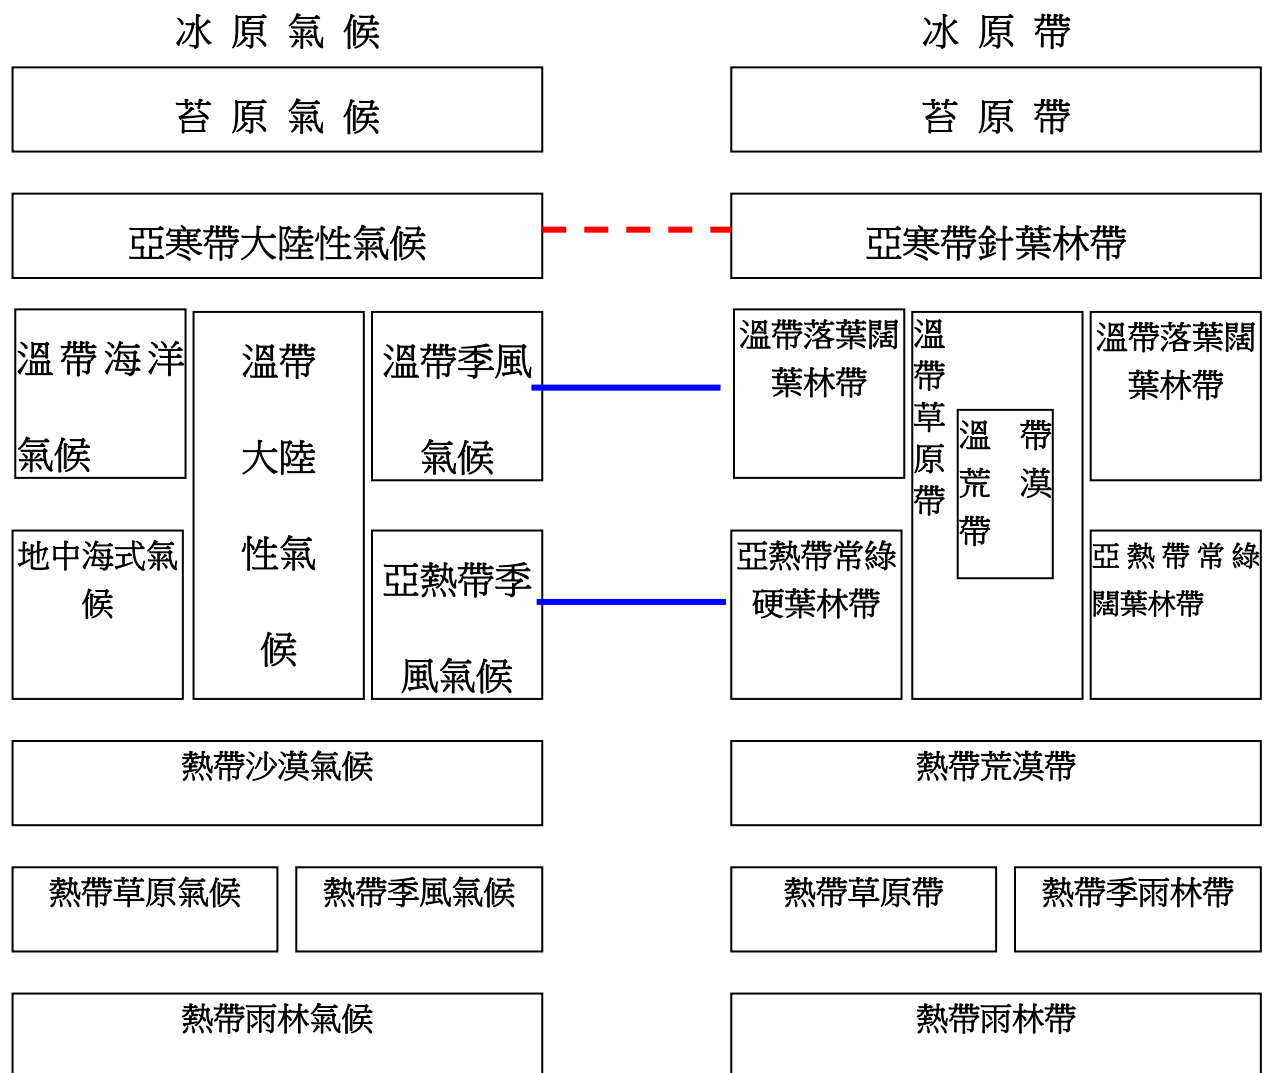 冰原氣候
苔原氣候
亞寒帶大陸性氣候
溫帶海洋
氣候
溫帶
大陸
性氣
候
溫帶季風
氣候
地中海式氣
候
亞熱帶季
風氣候
熱帶沙漠氣候
熱帶草原氣候
熱帶季風氣候
熱帶雨林氣候
冰原帶
苔原帶
亞寒帶針葉林帶
溫帶落葉闊
葉林帶
溫帶草原帶
溫帶
荒漠
帶
溫帶落葉闊
葉林帶
亞熱帶常綠
硬葉林帶
亞熱帶常綠
闊葉林帶
熱帶荒漠帶
熱帶草原帶
熱帶季雨林帶
熱帶雨林帶